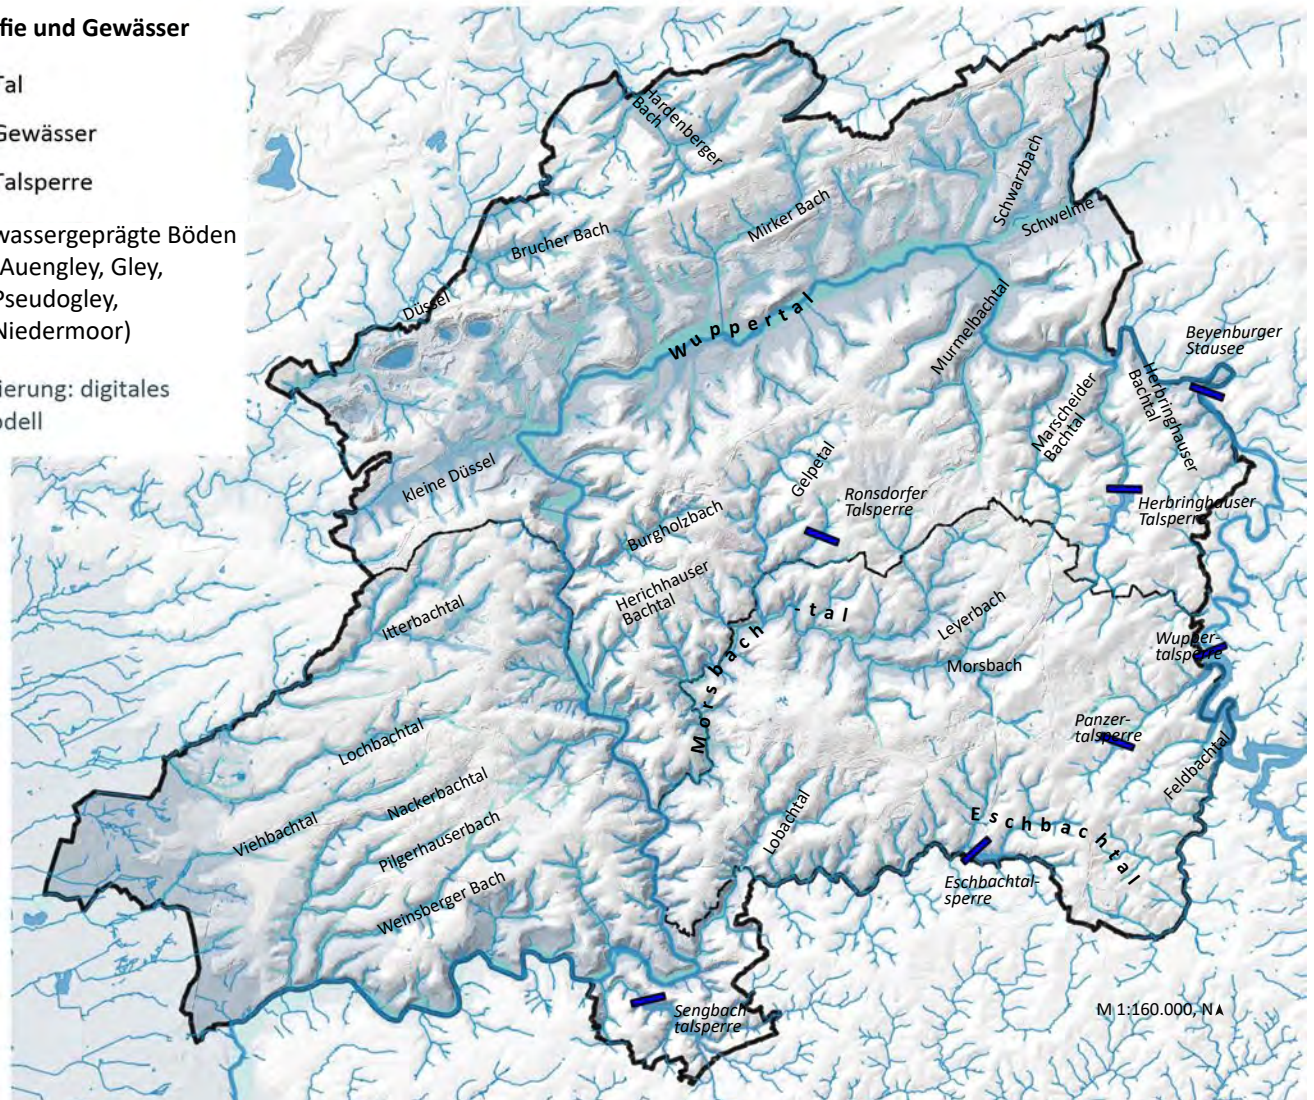 fie und Gewässer
Tal
Gewässer
Talsperre
wassergeprägte Böden
Auengley, Gley,
Pseudogley,
Niedermoor)
ierung: digitales
odell
Hardenberger
Bach
Schwarzbach
Mirker Bach
Schwelme
Brucher Bach
Düssel
Wuppertal
Murmelbachtal
Beyenburger
Stausee
Marscheider
Bachtal
Herbringhauser
Bachtal
kleine Düssel
Gelpetal
Ronsdorfer
Talsperre
Herbringhauser
Talsperre
Burgholzbach
Herichhauser
Bachtal
Itterbachtal
Morsbach
-tal
Leyerbach
Morsbach
Wupper-
talsperre
Lochbachtal
Panzer-
talsperre
Feldbachtal
Nackerbachtal
Viehbachtal
Pilgerhauserbach
Lobachtal
Eschbachtal
Weinsberger Bach
Eschbachtal-
sperre
Sengbach
talsperre
M 1:160.000, N